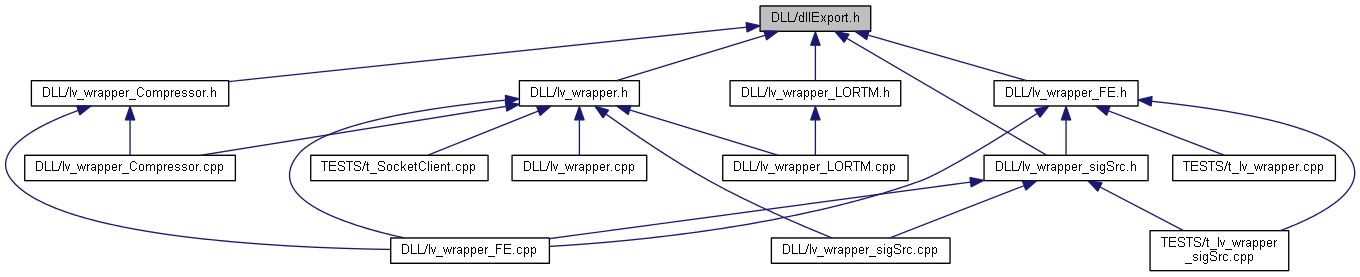 DLL/dllExport.h
DLL/lv_wrapper_Compressor.h
DLL/lv_wrapper.h
DLL/lv_wrapper_LORTM.h
DLL/lv_wrapper_FE.h
DLL/lv_wrapper_Compressor.cpp
TESTS/t_SocketClient.cpp
DLL/lv_wrapper.cpp
DLL/lv_wrapper_LORTM.cpp
DLL/lv_wrapper_sigSrc.h
TESTS/t_lv_wrapper.cpp
DLL/lv_wrapper_FE.cpp
DLL/lv_wrapper_sigSrc.cpp
TESTS/t_lv_wrapper
_sigSrc.cpp